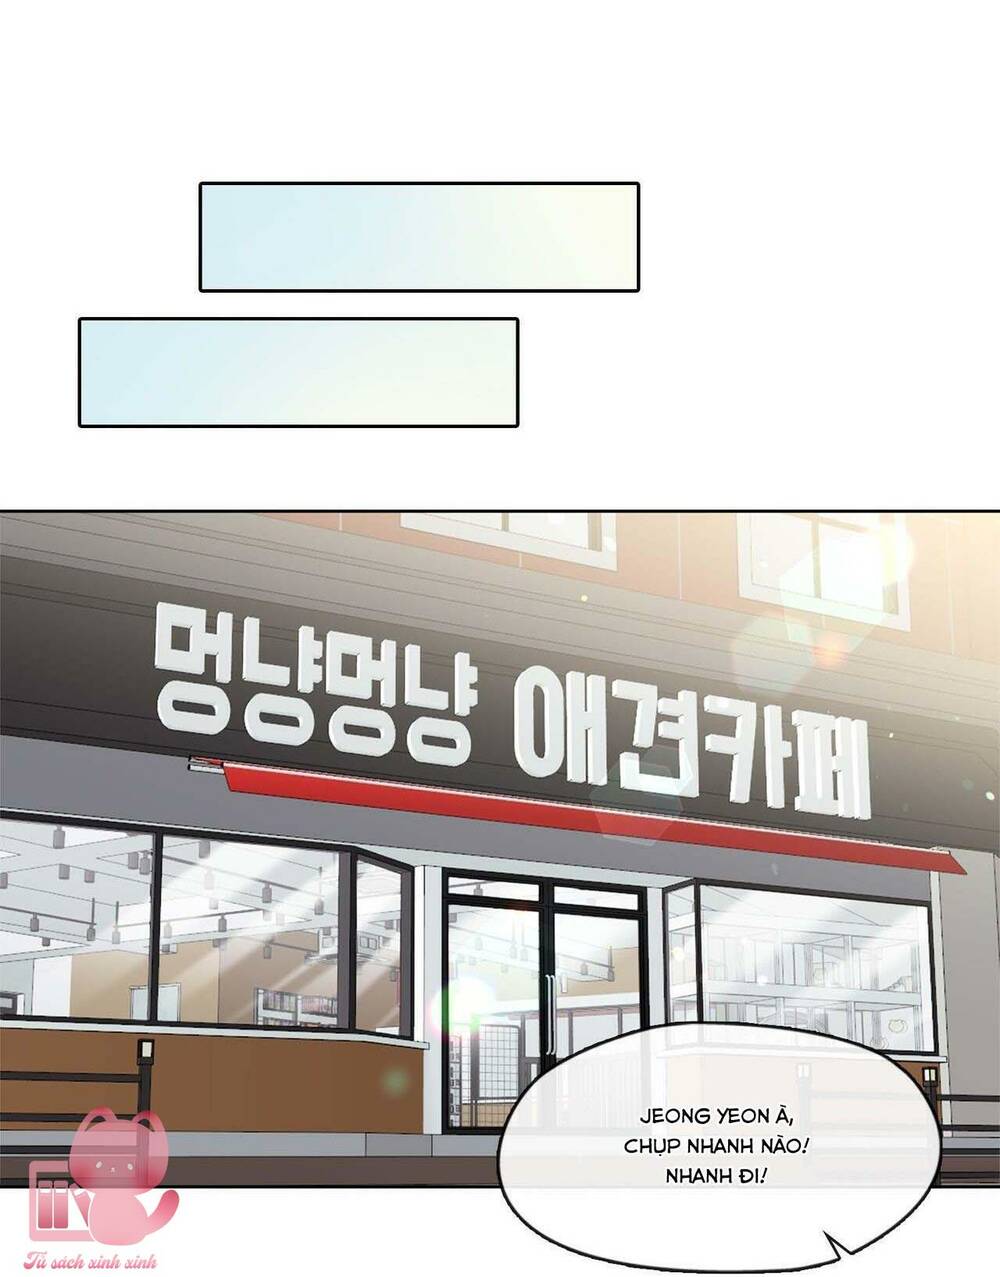 멍냥멍냥 애견카페
JEONG YEON À,
CHỤP NHANH NÀO!
NHANH ĐI!
Tủ sách xinh xinh